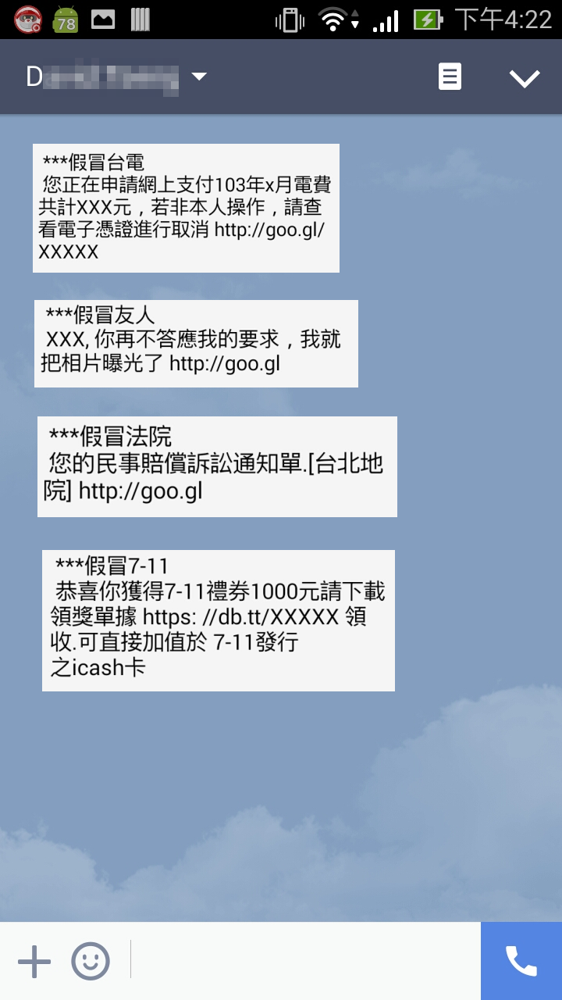 78
下午4:22
D
***假冒台電
您正在申請網上支付103年x月電費
共計XXX元，若非本人操作，請查
看電子憑證進行取消 http://goo.gl/
XXXXX
***假冒友人
XXX, 你再不答應我的要求，我就
把相片曝光了 http://goo.gl
***假冒法院
您的民事賠償訴訟通知單.[台北地
院] http://goo.gl
***假冒7-11
恭喜你獲得7-11禮券1000元請下載
領獎單據 https: //db.tt/XXXXX 領
收.可直接加值於 7-11發行
之icash卡